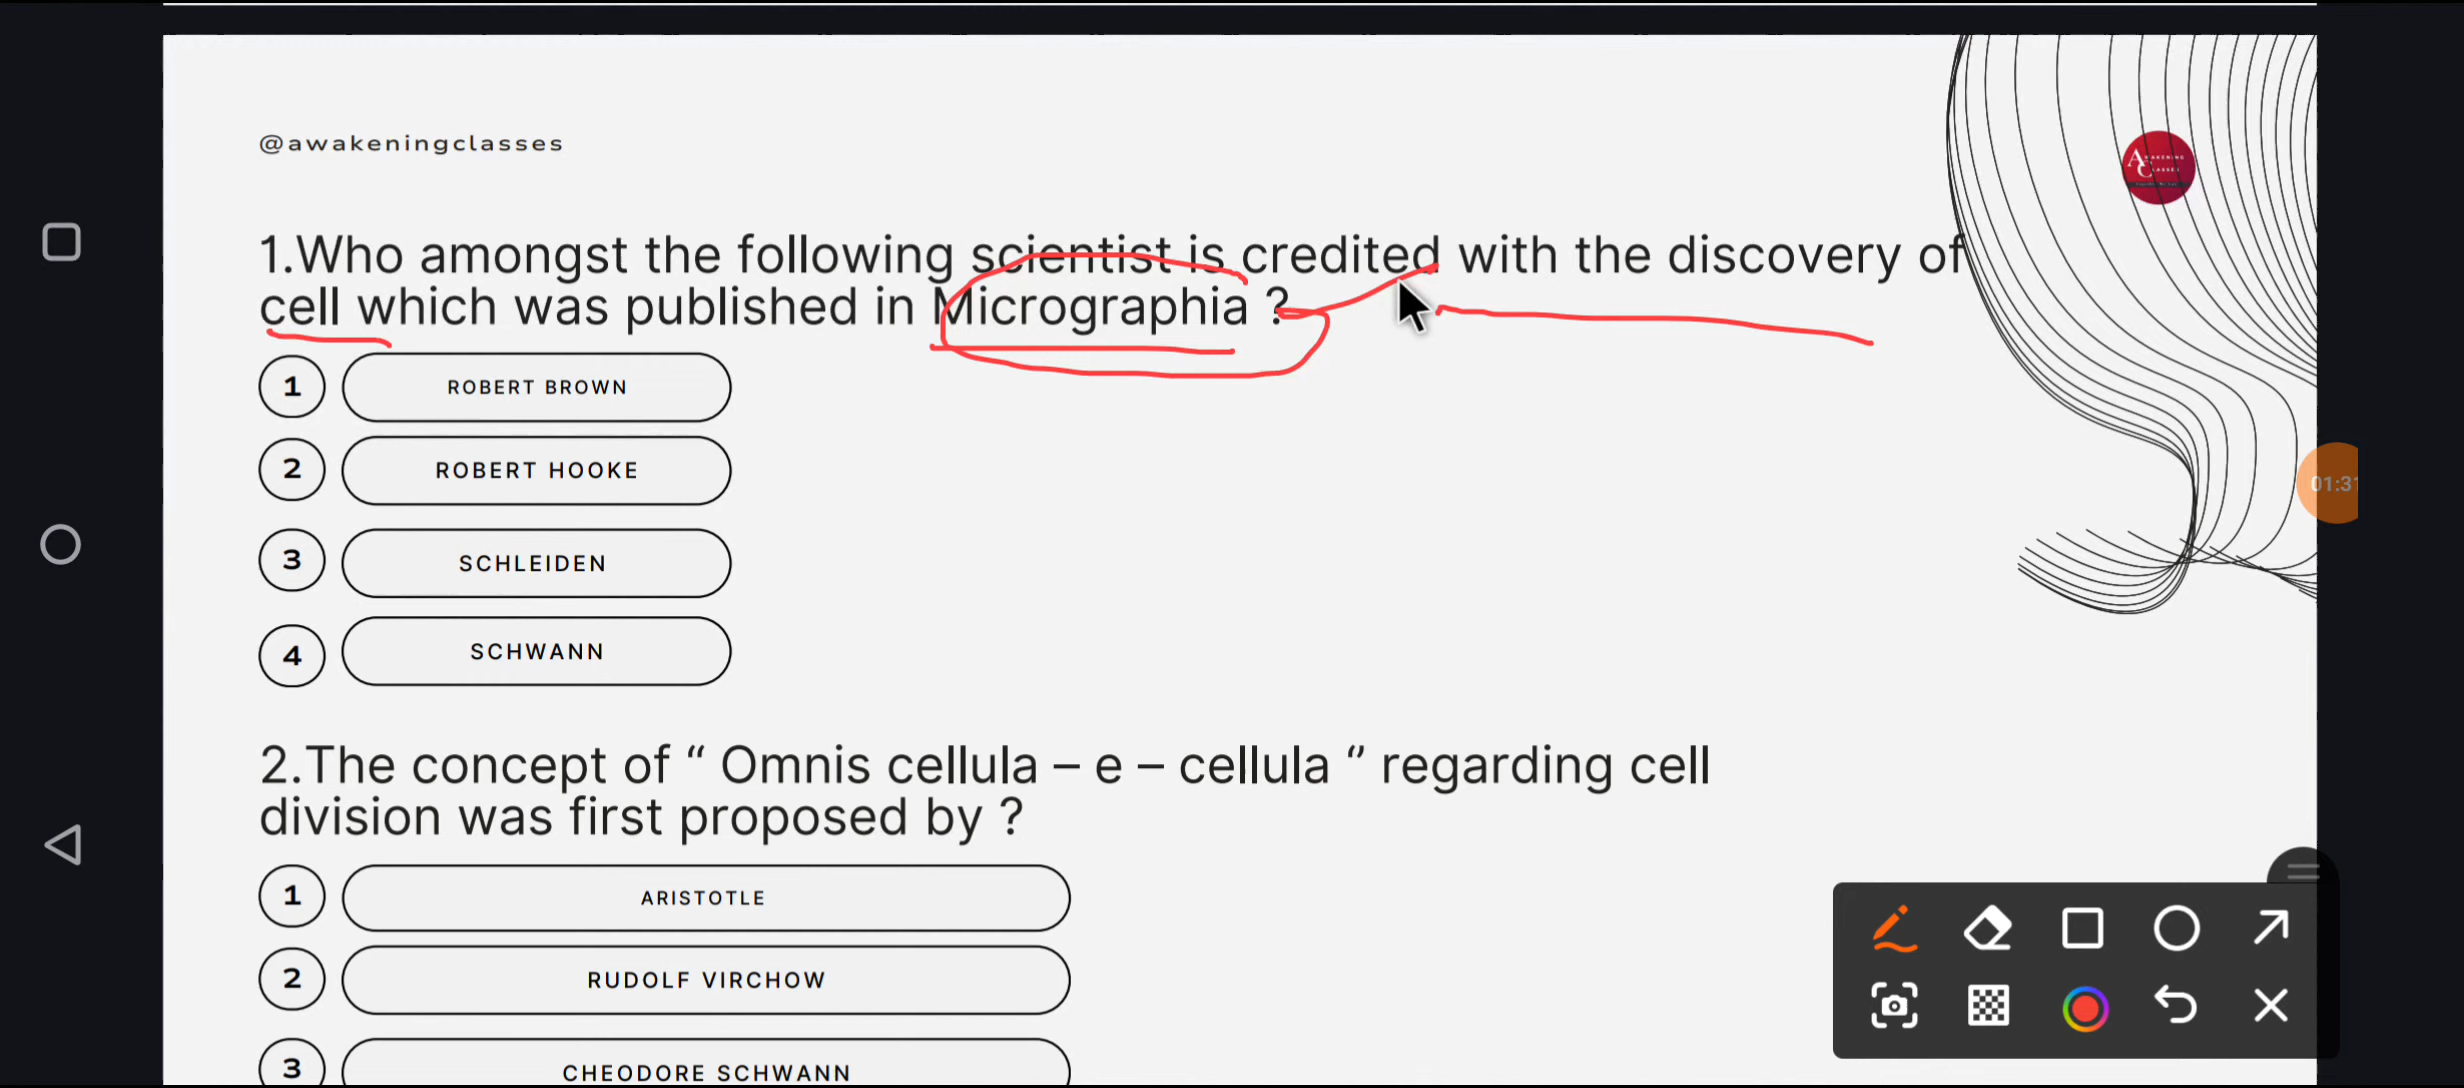 @awakeningclasses
1.Who amongst the following scientist is credited with the discovery of
cell which was published in Micrographia ?
1 ROBERT BROWN
2 ROBERT HOOKE
3 SCHLEIDEN
4 SCHWANN
2.The concept of “ Omnis cellula – e – cellula ” regarding cell
division was first proposed by ?
1 ARISTOTLE
2 RUDOLF VIRCHOW
3 CHEODORE SCHWANN
AWAKENING
CLASSES